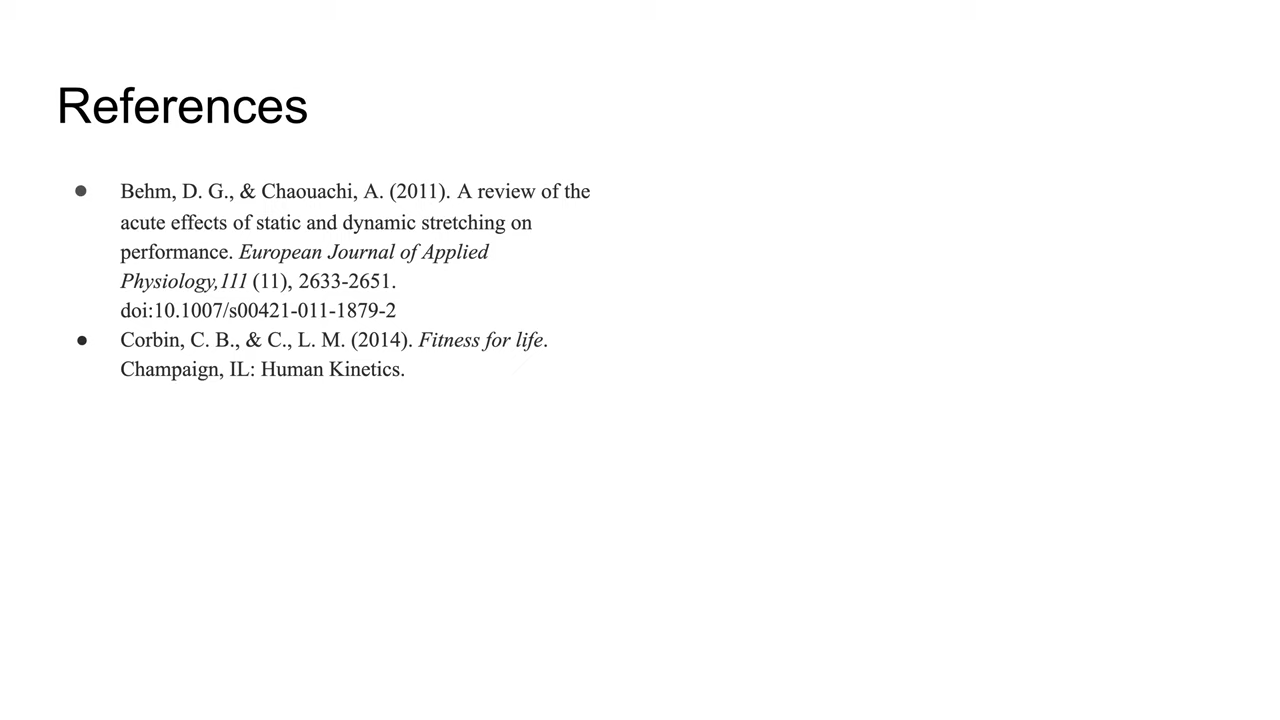 References
● Behm, D. G., & Chaouachi, A. (2011). A review of the
acute effects of static and dynamic stretching on
performance. European Journal of Applied
Physiology,111 (11), 2633-2651.
doi:10.1007/s00421-011-1879-2
● Corbin, C. B., & C., L. M. (2014). Fitness for life.
Champaign, IL: Human Kinetics.